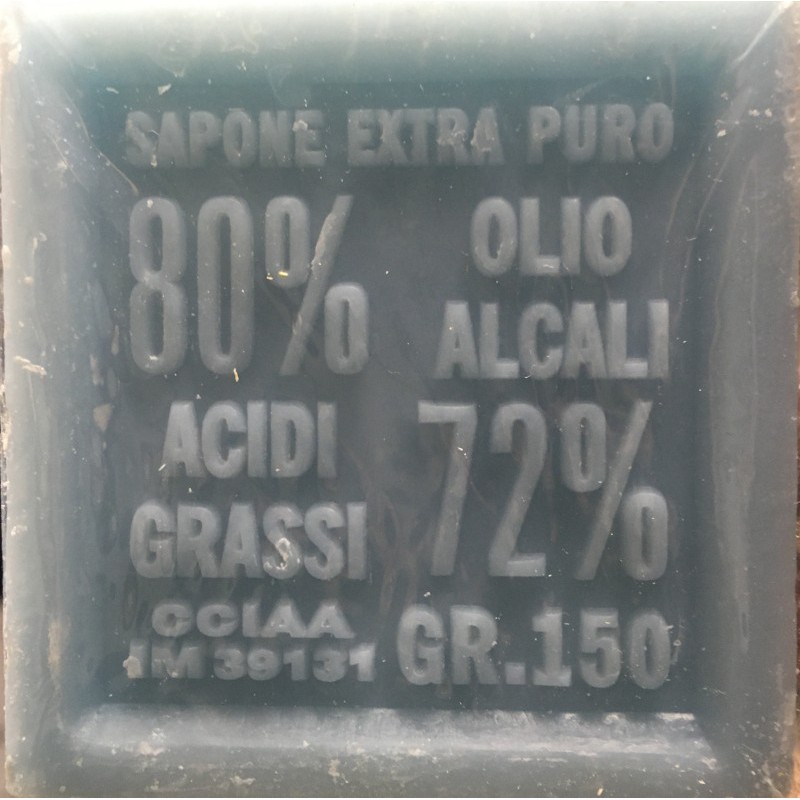 SAPONE EXTRA PURO
80% OLIO
ALCALI
ACIDI 72%
GRASSI
CCIAA
IM 39131 GR.150